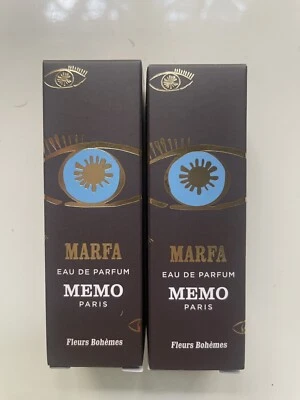 MARFA
EAU DE PARFUM
MEMO
PARIS
Fleurs Bohèmes
MARFA
EAU DE PARFUM
MEMO
PARIS
Fleurs Bohèmes